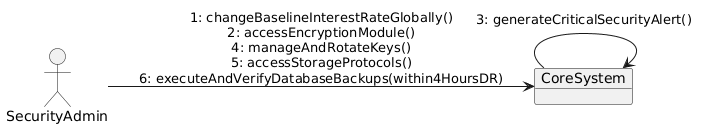 1: changeBaselineInterestRateGlobally()
2: accessEncryptionModule()
4: manageAndRotateKeys()
5: accessStorageProtocols()
6: executeAndVerifyDatabaseBackups(within4HoursDR)
3: generateCriticalSecurityAlert()
SecurityAdmin
CoreSystem